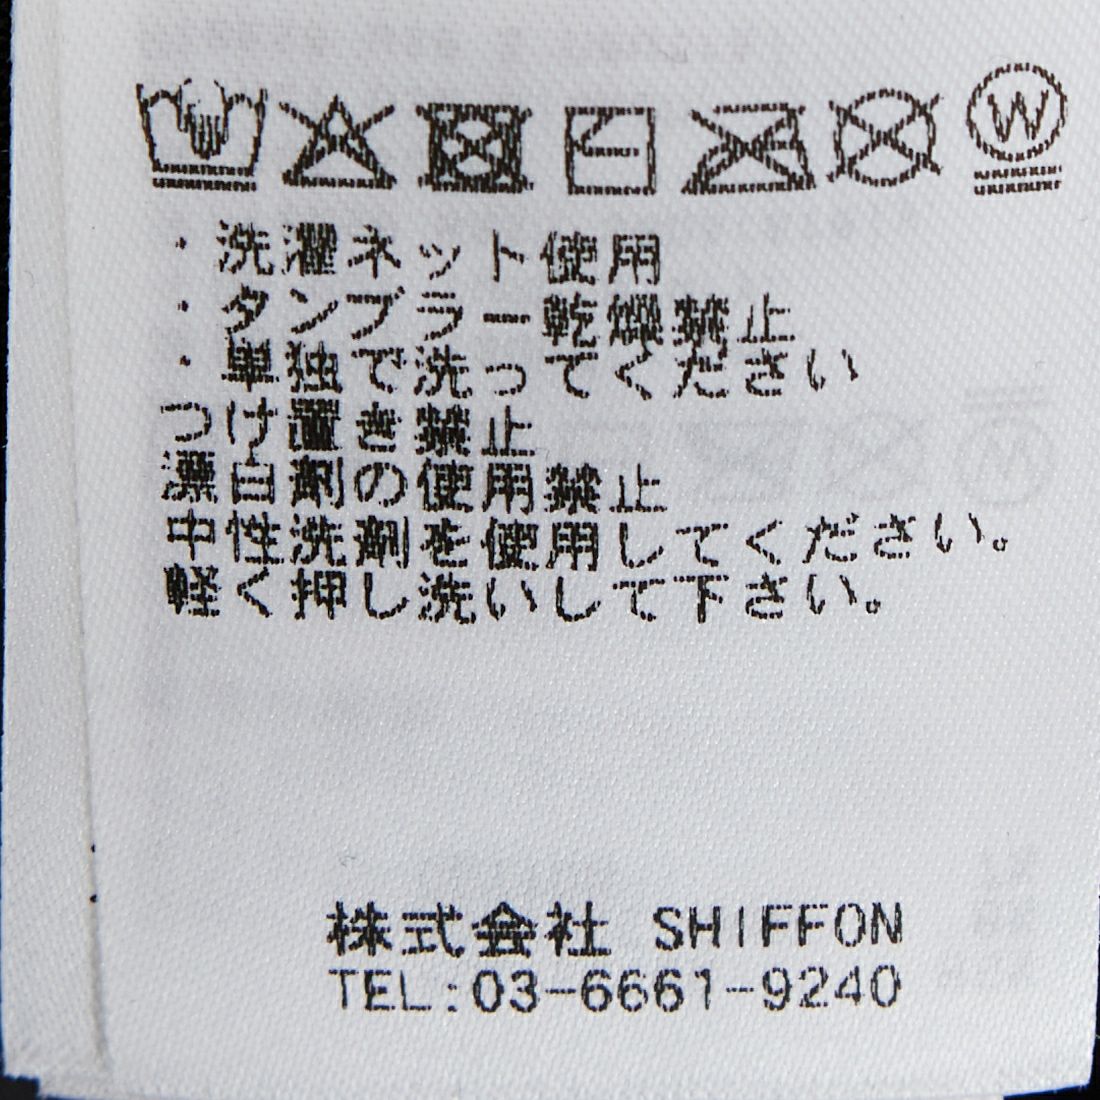 W
・洗濯ネット使用
・タンブラー乾燥禁止
・単独で洗ってください
つけ置き禁止
漂白剤の使用禁止
中性洗剤を使用してください。
軽く押し洗いして下さい。
株式会社 SHIFFON
TEL:03-6661-9240